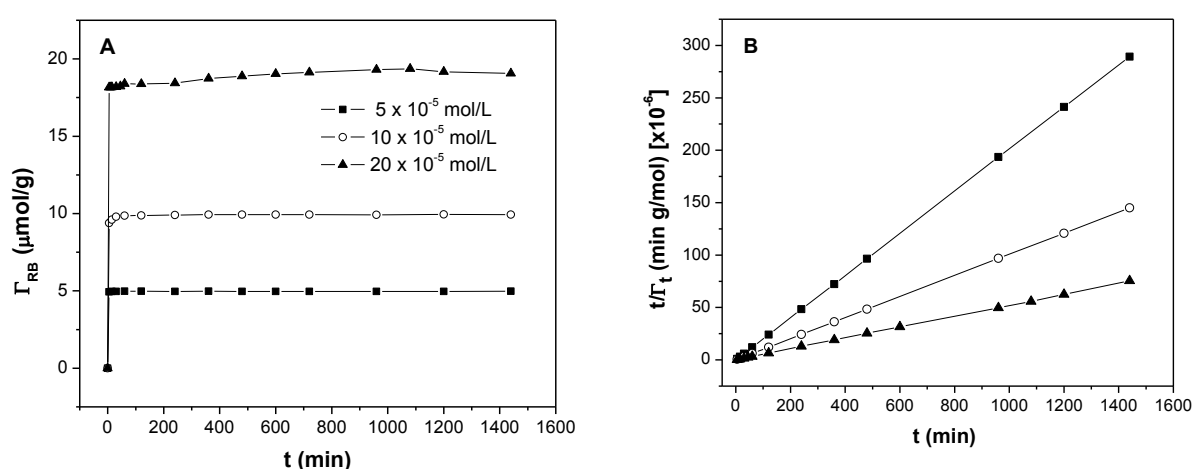 A
20
15
10
5
0
Γ_RB (μmol/g)
5 x 10⁻⁵ mol/L
10 x 10⁻⁵ mol/L
20 x 10⁻⁵ mol/L
0 200 400 600 800 1000 1200 1400 1600
t (min)
B
300
250
200
150
100
50
0
t/Γ_t (min g/mol) [x10⁻⁶]
0 200 400 600 800 1000 1200 1400 1600
t (min)